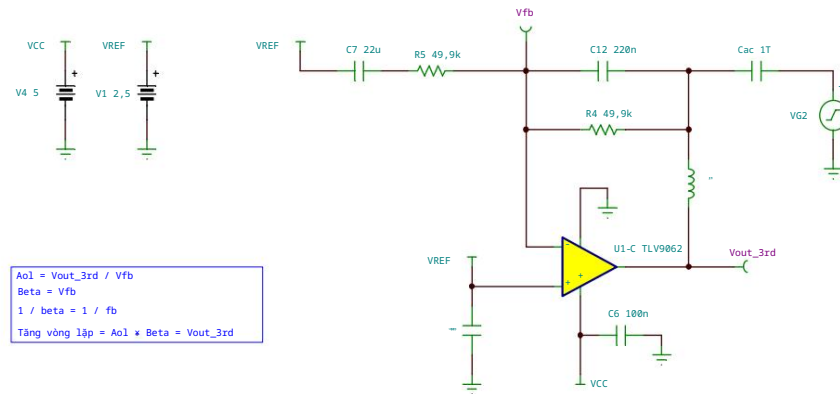 Vfb
VCC
VREF
VREF
C7 22u
R5 49,9k
C12 220n
Cac 1T
V4 5
V1 2,5
R4 49,9k
VG2
U1-C TLV9062
Vout_3rd
VREF
Aol = Vout_3rd / Vfb
Beta = Vfb
1 / beta = 1 / fb
Tăng vòng lặp = Aol ¥ Beta = Vout_3rd
C6 100n
VCC